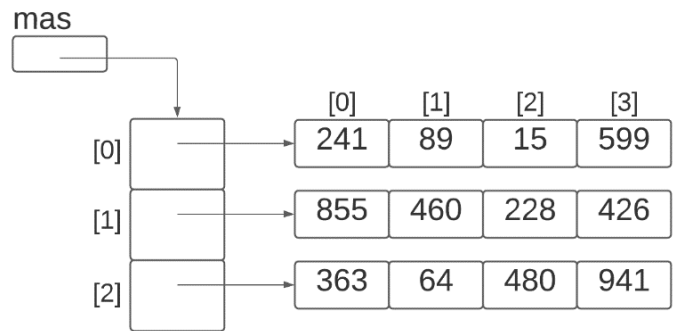 mas
[0] [1] [2] [3]
[0] 241 89 15 599
[1] 855 460 228 426
[2] 363 64 480 941